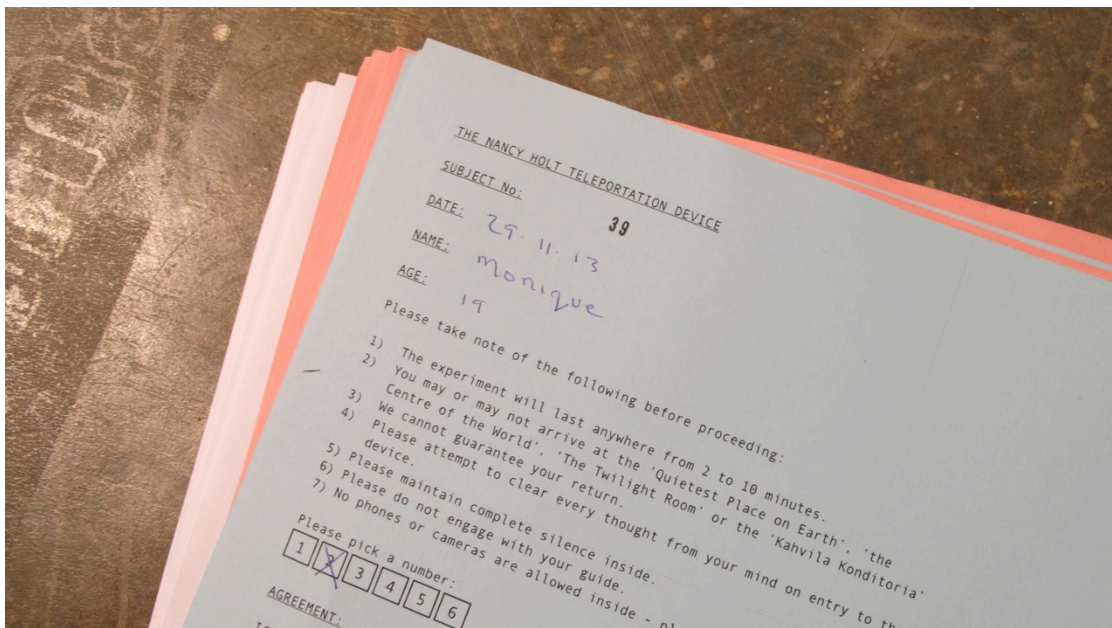 THE NANCY HOLT TELEPORTATION DEVICE
SUBJECT No: 39
DATE: 29.11.13
NAME: Monique
AGE: 19
Please take note of the following before proceeding:
1) The experiment will last anywhere from 2 to 10 minutes.
2) You may or may not arrive at the 'Quietest Place on Earth', 'the
Centre of the World', 'The Twilight Room' or the 'Kahvila Konditoria'
3) We cannot guarantee your return.
4) Please attempt to clear every thought from your mind on entry to the
device.
5) Please maintain complete silence inside.
6) Please do not engage with your guide.
7) No phones or cameras are allowed inside -
Please pick a number:
1 2 3 4 5 6
AGREEMENT: